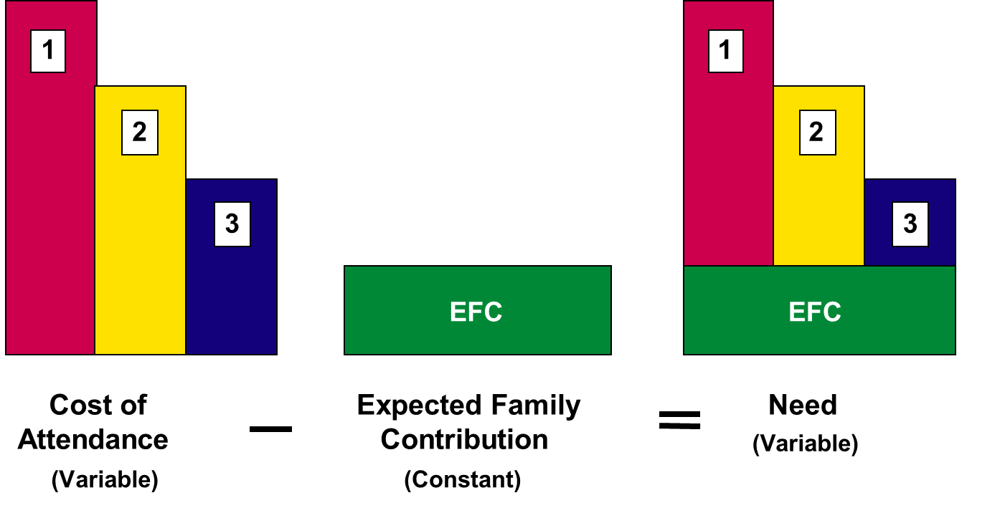 1
2
3
EFC
1
2
3
EFC
Cost of
Attendance
(Variable)
—
Expected Family
Contribution
(Constant)
=
Need
(Variable)